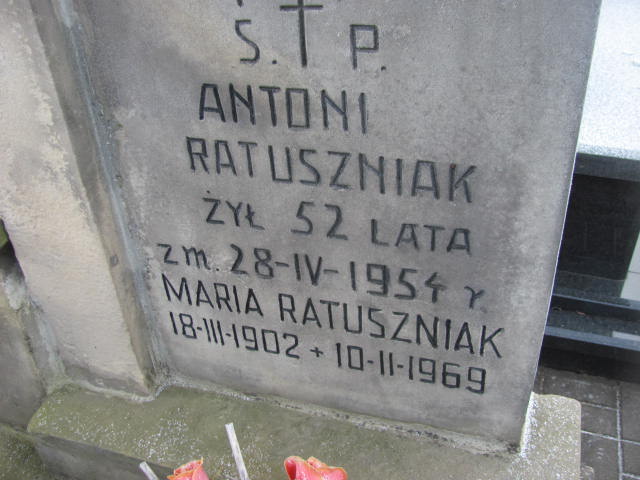 Ś. † P.
ANTONI
RATUSZNIAK
ŻYŁ 52 LATA
zm. 28-IV-1954 r.
MARIA RATUSZNIAK
18-III-1902 + 10-II-1969